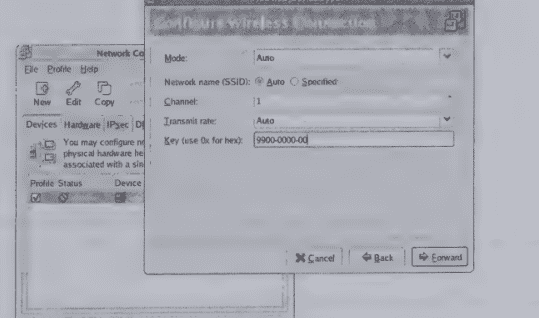 Configure Wireless Connection
Network Co
File Profile Help
New Edit Copy
Devices Hardware IPsec D
You may configure ne
physical hardware he
associated with a sin
Profile Status Device
Mode: Auto
Network name (SSID): Auto Specified
Channel: 1
Transmit rate: Auto
Key (use 0x for hex): 9900-0000-00
Cancel Back Forward